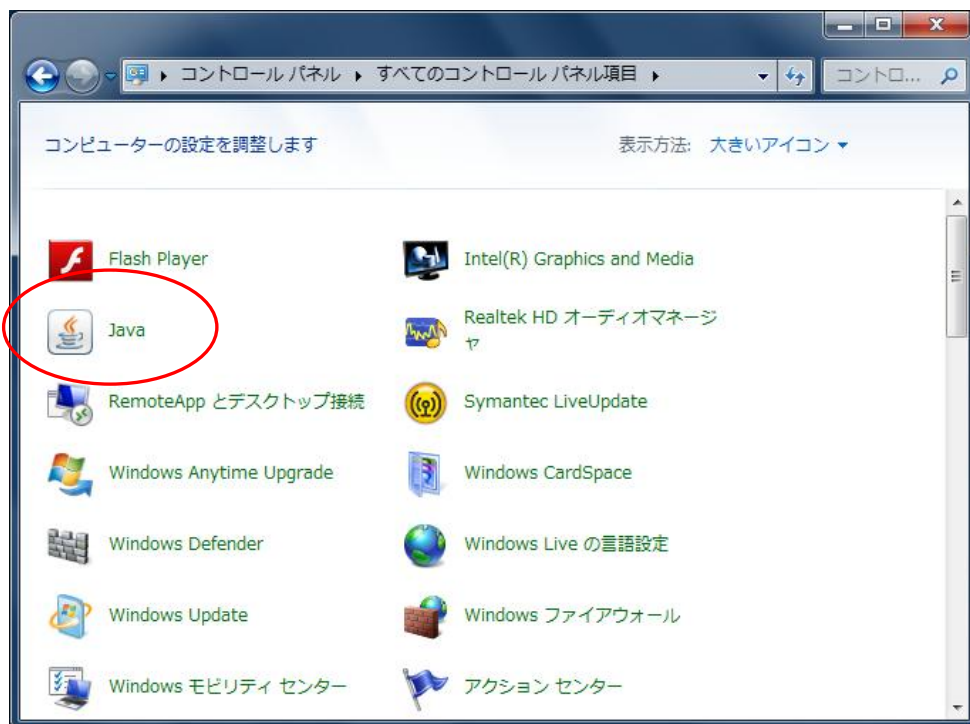 コントロール パネル ▶ すべてのコントロール パネル項目 ▶
コントロ...
コンピューターの設定を調整します
表示方法: 大きいアイコン
Flash Player
Intel(R) Graphics and Media
Java
Realtek HD オーディオマネージ
ャ
RemoteApp とデスクトップ接続
Symantec LiveUpdate
Windows Anytime Upgrade
Windows CardSpace
Windows Defender
Windows Live の言語設定
Windows Update
Windows ファイアウォール
Windows モビリティ センター
アクション センター